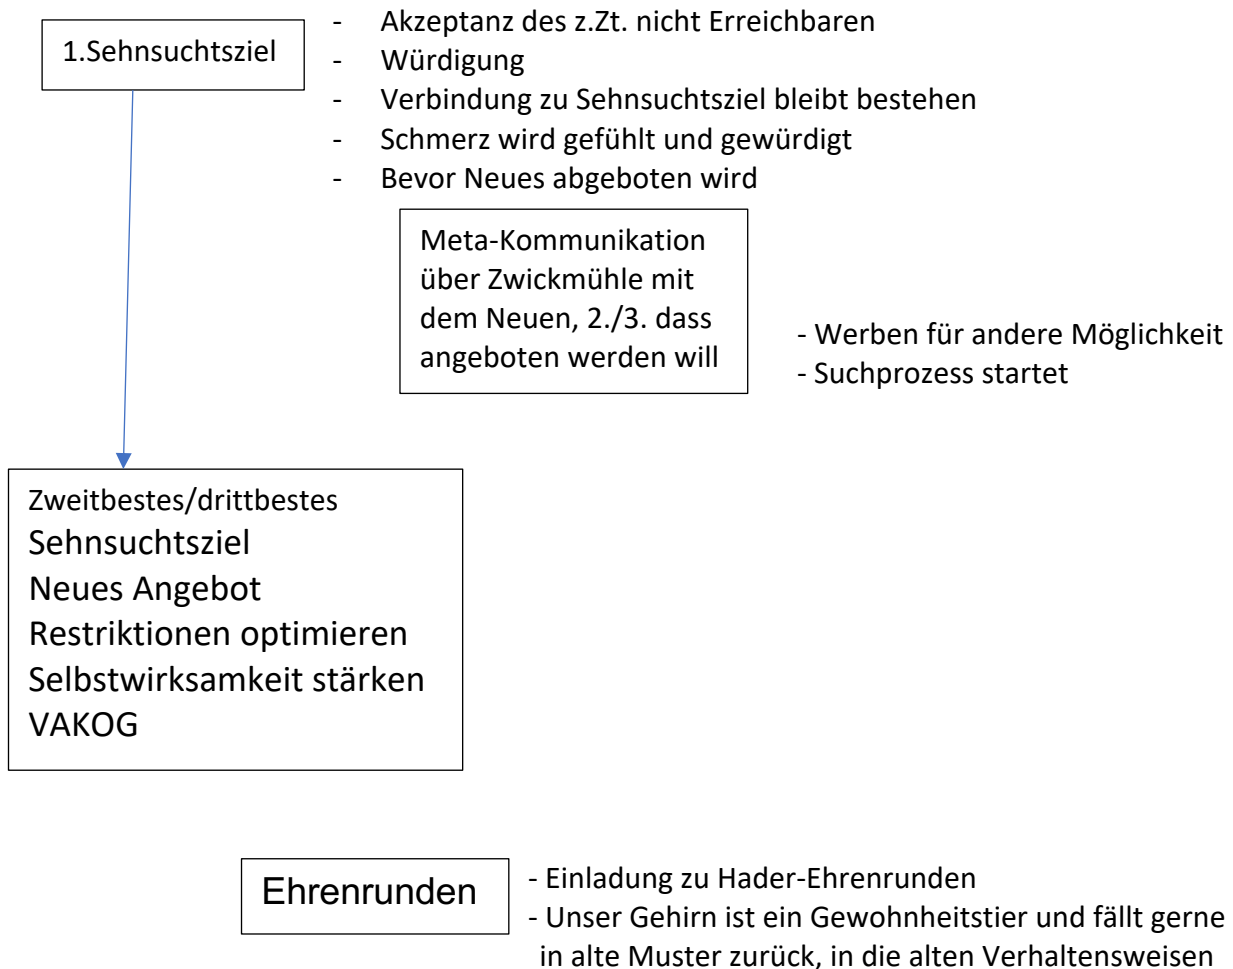 1.Sehnsuchtsziel
- Akzeptanz des z.Zt. nicht Erreichbaren
- Würdigung
- Verbindung zu Sehnsuchtsziel bleibt bestehen
- Schmerz wird gefühlt und gewürdigt
- Bevor Neues abgeboten wird
Meta-Kommunikation
über Zwickmühle mit
dem Neuen, 2./3. dass
angeboten werden will
- Werben für andere Möglichkeit
- Suchprozess startet
Zweitbestes/drittbestes
Sehnsuchtsziel
Neues Angebot
Restriktionen optimieren
Selbstwirksamkeit stärken
VAKOG
Ehrenrunden
- Einladung zu Hader-Ehrenrunden
- Unser Gehirn ist ein Gewohnheitstier und fällt gerne
in alte Muster zurück, in die alten Verhaltensweisen